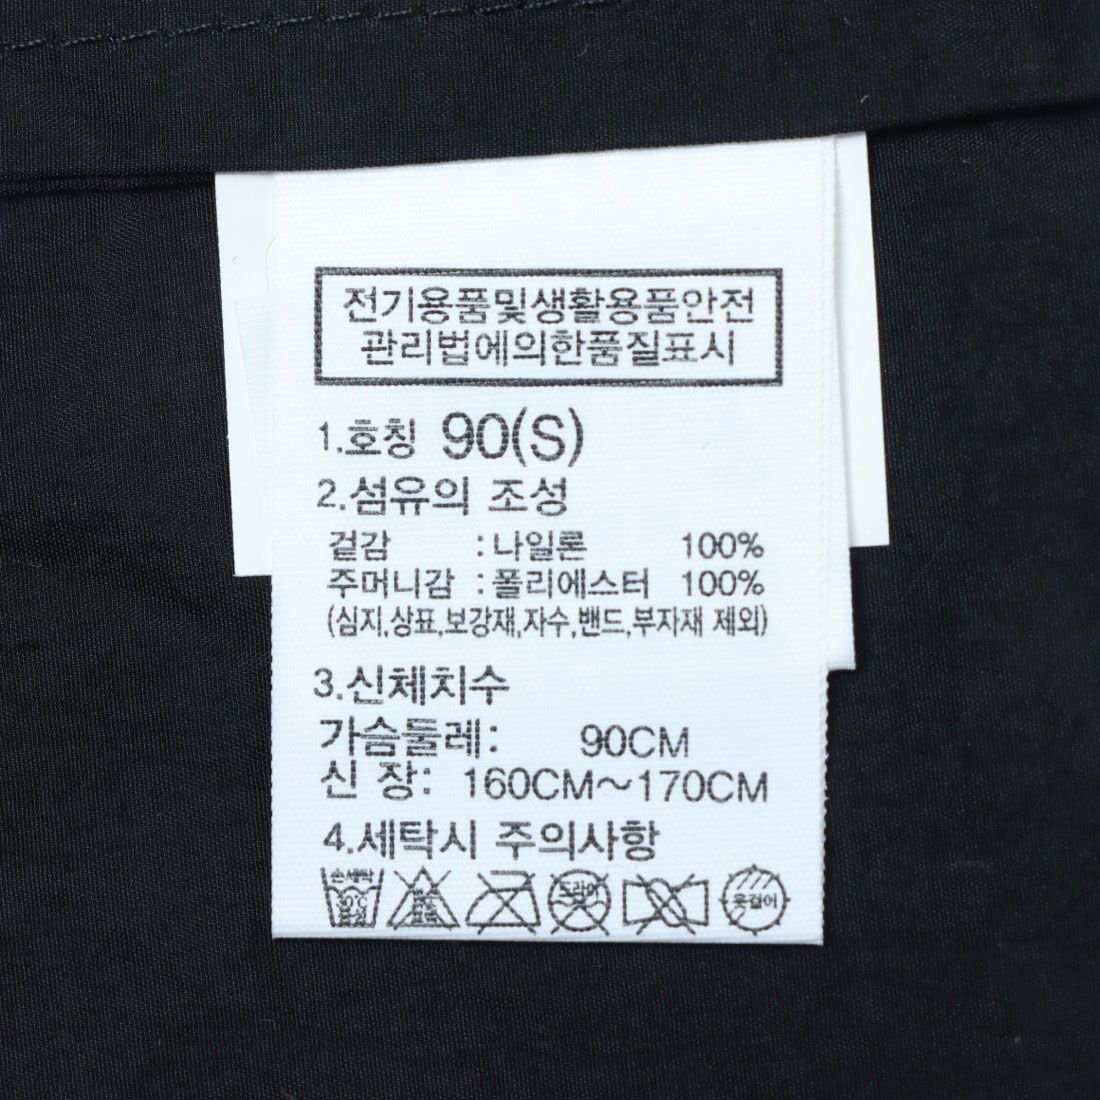 전기용품및생활용품안전
관리법에의한품질표시
1.호칭 90(S)
2.섬유의 조성
겉감 : 나일론 100%
주머니감 : 폴리에스터 100%
(심지,상표,보강재,자수,밴드,부자재 제외)
3.신체치수
가슴둘레: 90CM
신 장: 160CM~170CM
4.세탁시 주의사항
손세탁 드라이 옷걸이